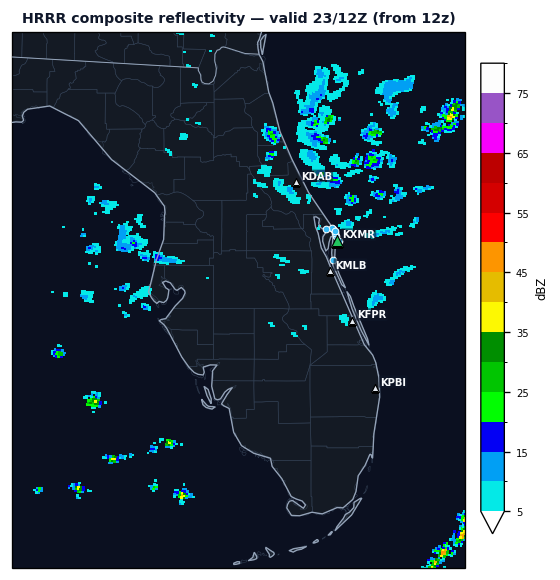 HRRR composite reflectivity — valid 23/12Z (from 12z)
KDAB
KXMR
KMLB
KFPR
KPBI
75
65
55
45
35
25
15
5
dBZ